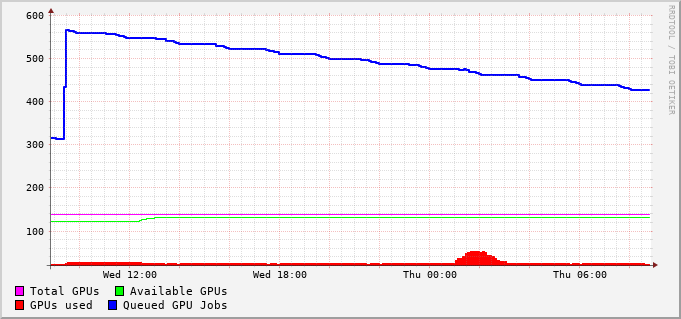 600
500
400
300
200
100
Wed 12:00 Wed 18:00 Thu 00:00 Thu 06:00
Total GPUs Available GPUs
GPUs used Queued GPU Jobs
RRDTOOL / TOBI OETIKER